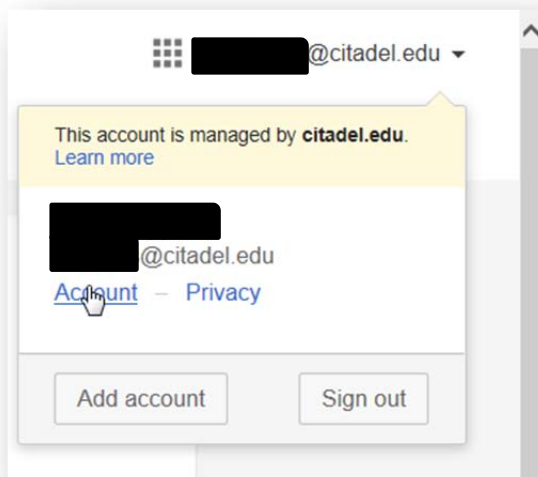 @citadel.edu
This account is managed by citadel.edu.
Learn more
@citadel.edu
Account – Privacy
Add account Sign out